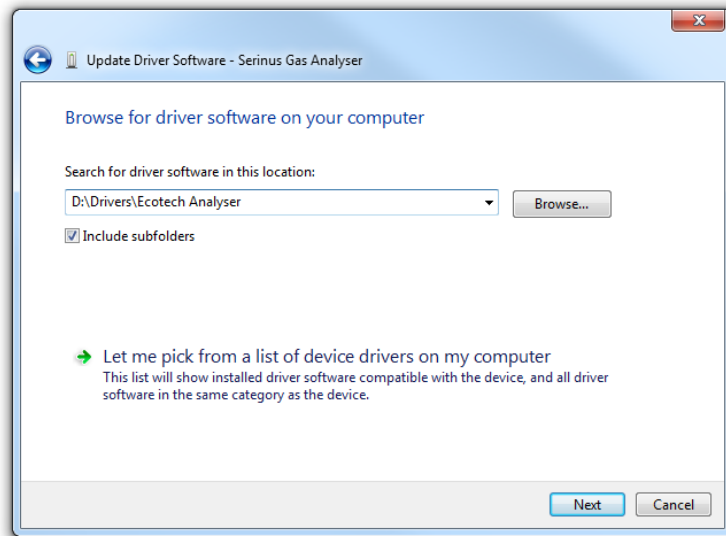 Update Driver Software - Serinus Gas Analyser
Browse for driver software on your computer
Search for driver software in this location:
D:\Drivers\Ecotech Analyser
Browse...
Include subfolders
Let me pick from a list of device drivers on my computer
This list will show installed driver software compatible with the device, and all driver
software in the same category as the device.
Next
Cancel